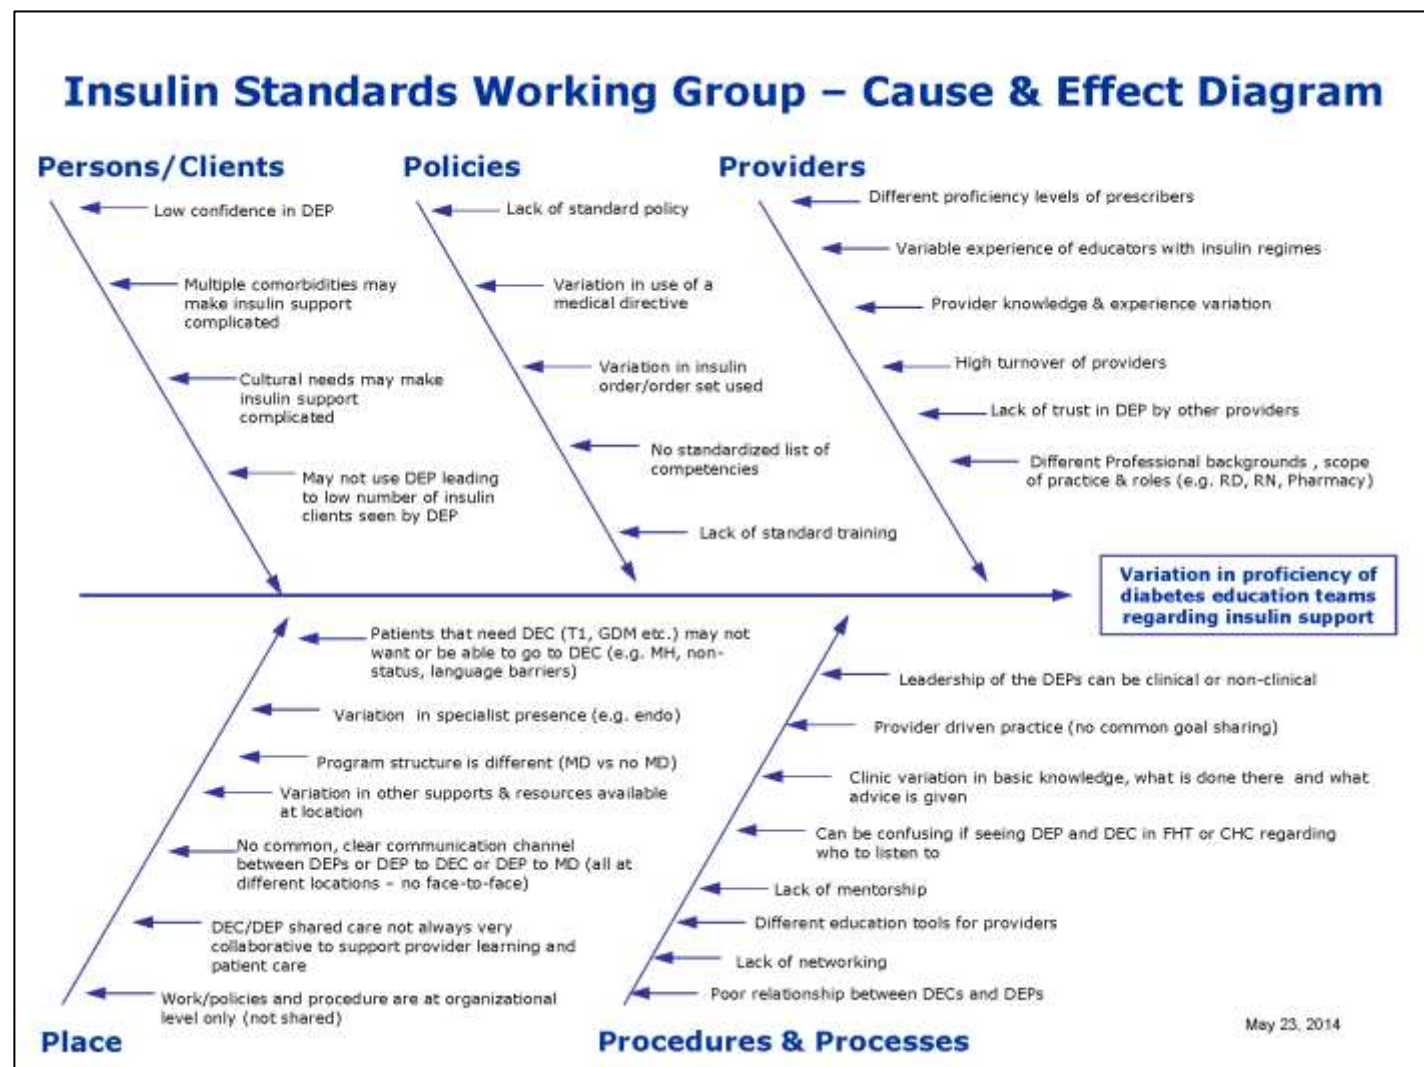 Insulin Standards Working Group – Cause & Effect Diagram
Persons/Clients
Low confidence in DEP
Multiple comorbidities may
make insulin support
complicated
Cultural needs may make
insulin support
complicated
May not use DEP leading
to low number of insulin
clients seen by DEP
Policies
Lack of standard policy
Variation in use of a
medical directive
Variation in insulin
order/order set used
No standardized list of
competencies
Lack of standard training
Providers
Different proficiency levels of prescribers
Variable experience of educators with insulin regimes
Provider knowledge & experience variation
High turnover of providers
Lack of trust in DEP by other providers
Different Professional backgrounds , scope
of practice & roles (e.g. RD, RN, Pharmacy)
Variation in proficiency of
diabetes education teams
regarding insulin support
Patients that need DEC (T1, GDM etc.) may not
want or be able to go to DEC (e.g. MH, non-
status, language barriers)
Variation in specialist presence (e.g. endo)
Program structure is different (MD vs no MD)
Variation in other supports & resources available
at location
No common, clear communication channel
between DEPs or DEP to DEC or DEP to MD (all at
different locations – no face-to-face)
DEC/DEP shared care not always very
collaborative to support provider learning and
patient care
Work/policies and procedure are at organizational
level only (not shared)
Place
Leadership of the DEPs can be clinical or non-clinical
Provider driven practice (no common goal sharing)
Clinic variation in basic knowledge, what is done there and what
advice is given
Can be confusing if seeing DEP and DEC in FHT or CHC regarding
who to listen to
Lack of mentorship
Different education tools for providers
Lack of networking
Poor relationship between DECs and DEPs
Procedures & Processes
May 23, 2014